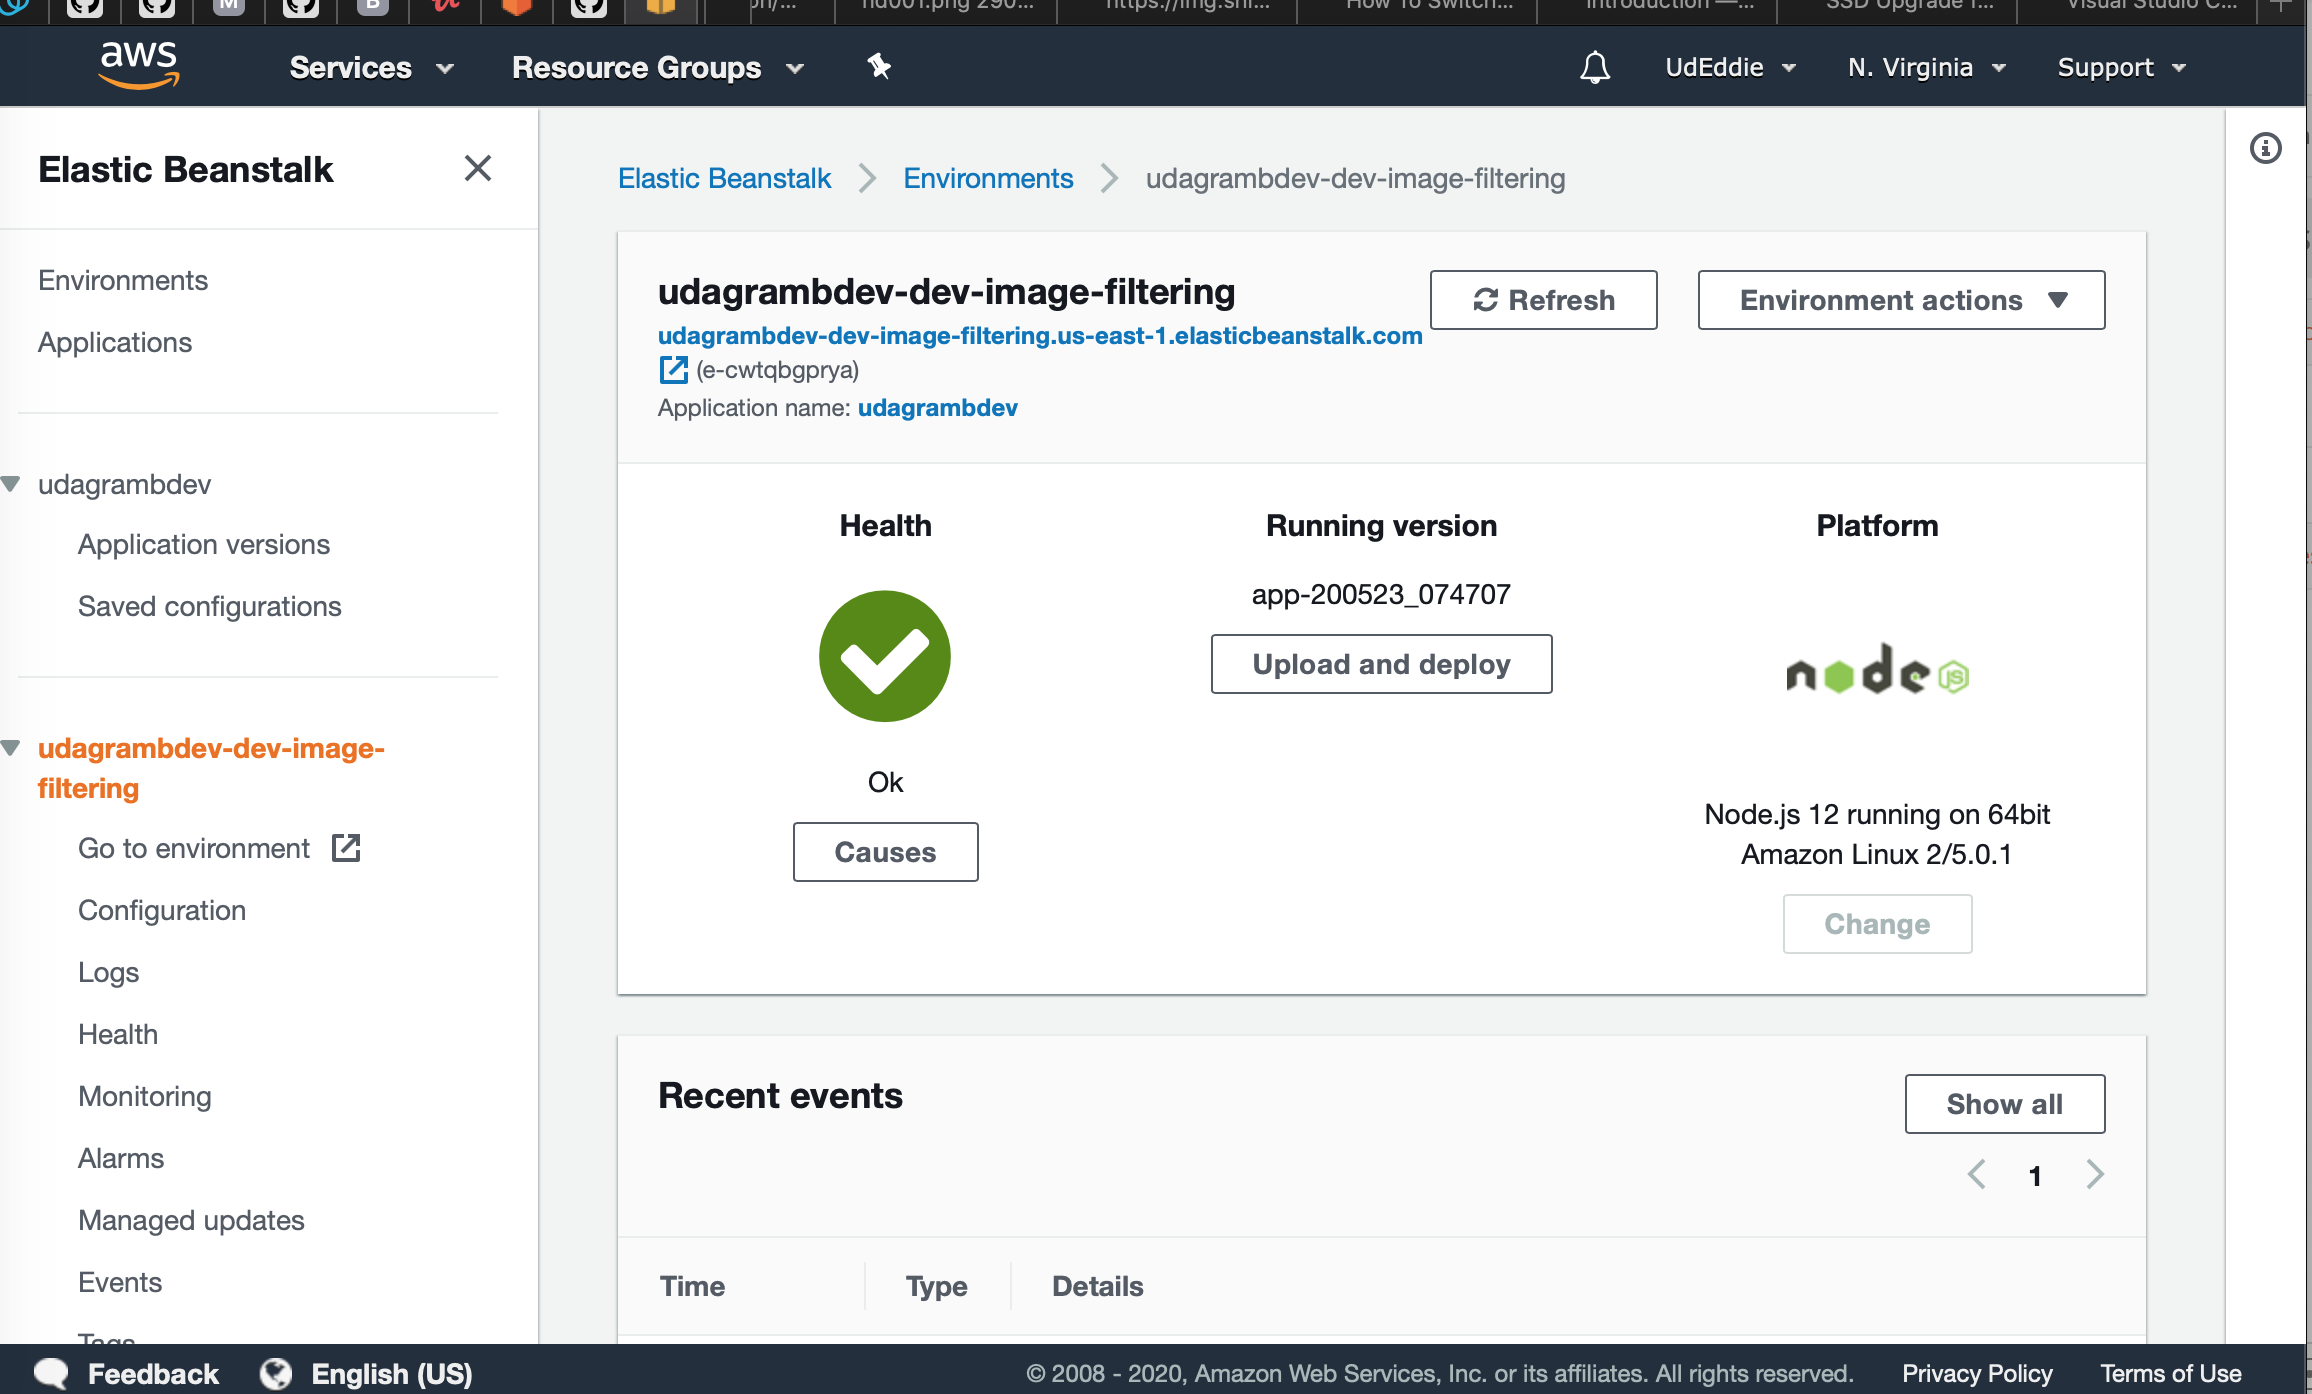 M
B
nd001.png 290...
https://img.shi...
How To Switch...
Introduction —...
SSD Upgrade f...
Visual Studio C...
aws
Services
Resource Groups
UdEddie
N. Virginia
Support
Elastic Beanstalk
Environments
Applications
udagrambdev
Application versions
Saved configurations
udagrambdev-dev-image-
filtering
Go to environment
Configuration
Logs
Health
Monitoring
Alarms
Managed updates
Events
Tags
Elastic Beanstalk
Environments
udagrambdev-dev-image-filtering
udagrambdev-dev-image-filtering
udagrambdev-dev-image-filtering.us-east-1.elasticbeanstalk.com
(e-cwtqbgprya)
Application name: udagrambdev
Refresh
Environment actions
Health
Ok
Causes
Running version
app-200523_074707
Upload and deploy
Platform
node JS
Node.js 12 running on 64bit
Amazon Linux 2/5.0.1
Change
Recent events
Show all
1
Time
Type
Details
Feedback
English (US)
© 2008 - 2020, Amazon Web Services, Inc. or its affiliates. All rights reserved.
Privacy Policy
Terms of Use